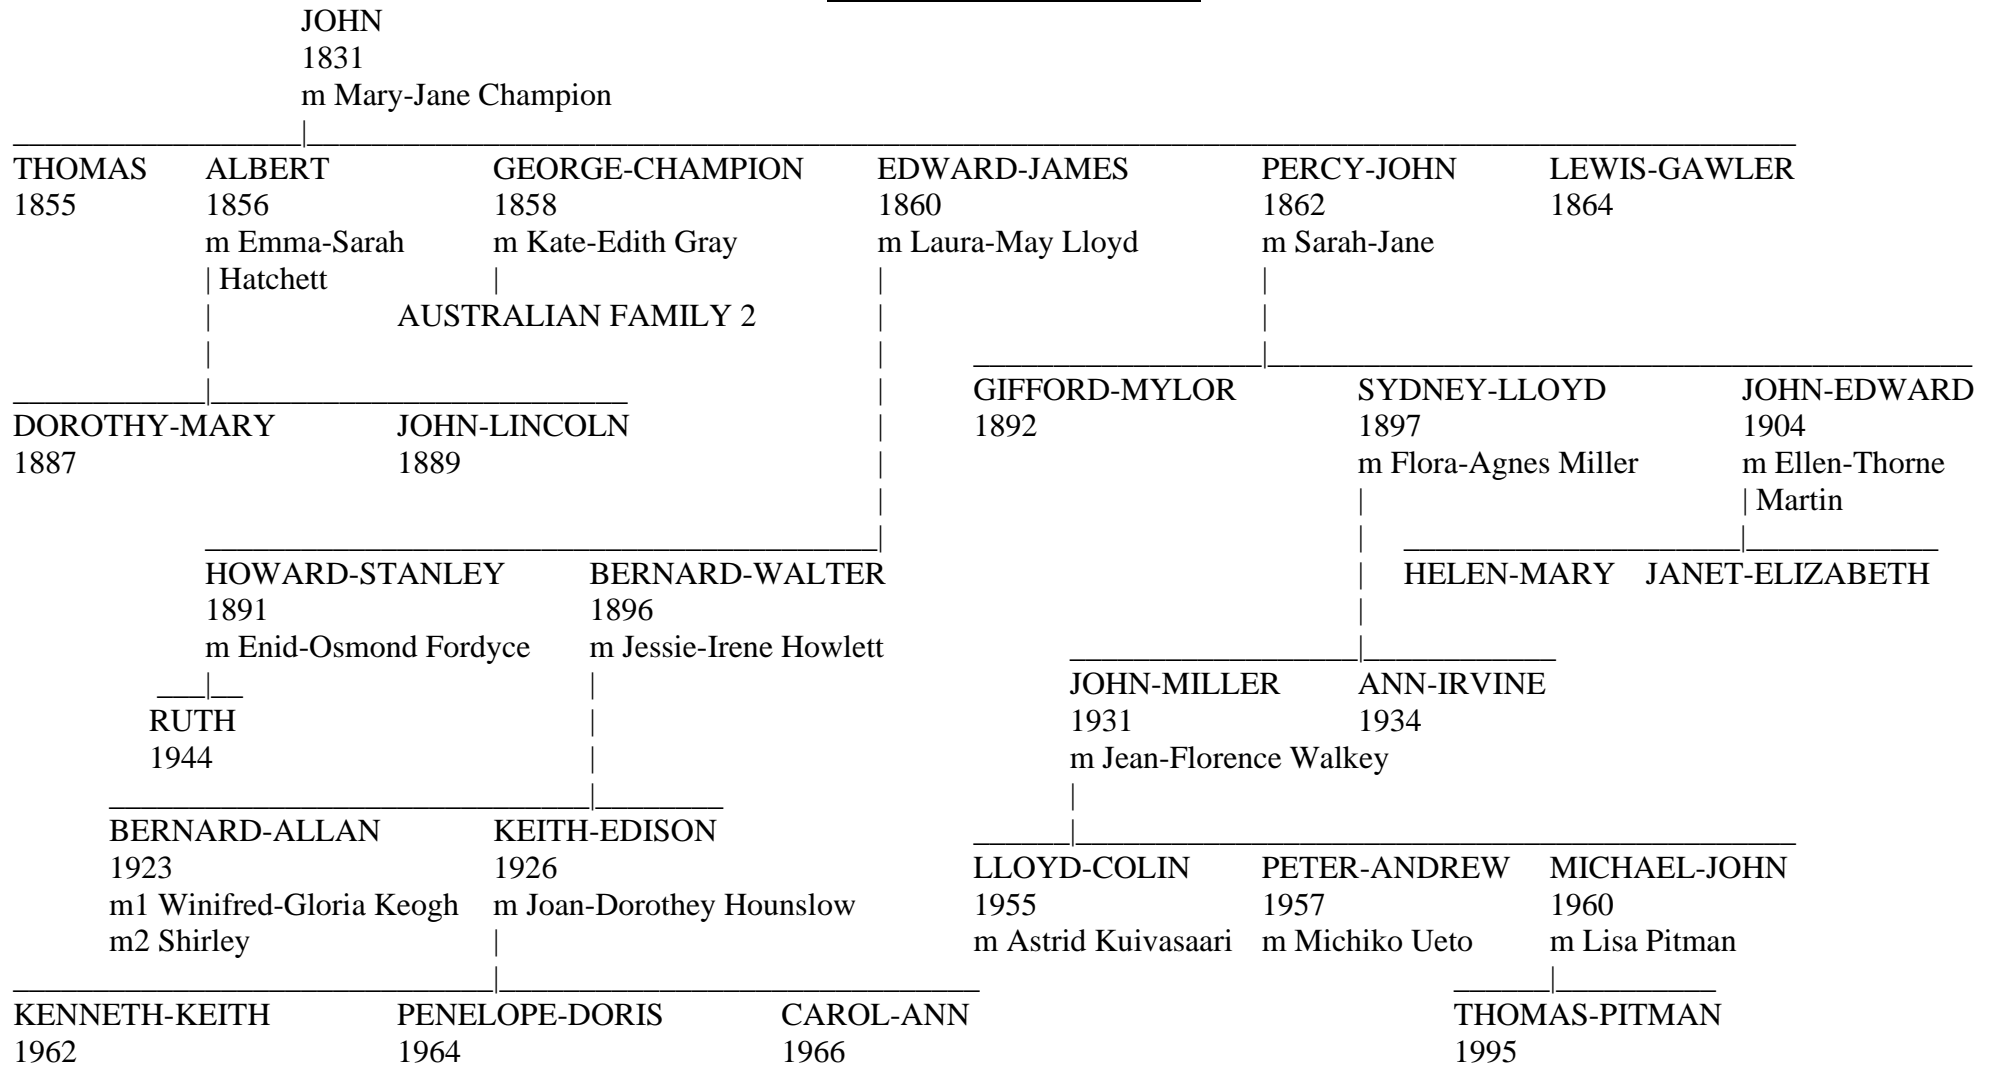 JOHN
1831
m Mary-Jane Champion
THOMAS ALBERT GEORGE-CHAMPION EDWARD-JAMES PERCY-JOHN LEWIS-GAWLER
1855 1856 1858 1860 1862 1864
m Emma-Sarah m Kate-Edith Gray m Laura-May Lloyd m Sarah-Jane
Hatchett
AUSTRALIAN FAMILY 2
GIFFORD-MYLOR SYDNEY-LLOYD JOHN-EDWARD
DOROTHY-MARY JOHN-LINCOLN 1892 1897 1904
1887 1889 m Flora-Agnes Miller m Ellen-Thorne
Martin
HOWARD-STANLEY BERNARD-WALTER HELEN-MARY JANET-ELIZABETH
1891 1896
m Enid-Osmond Fordyce m Jessie-Irene Howlett
JOHN-MILLER ANN-IRVINE
RUTH 1931 1934
1944 m Jean-Florence Walkey
BERNARD-ALLAN KEITH-EDISON
1923 1926 LLOYD-COLIN PETER-ANDREW MICHAEL-JOHN
m1 Winifred-Gloria Keogh m Joan-Dorothey Hounslow 1955 1957 1960
m2 Shirley m Astrid Kuivasaari m Michiko Ueto m Lisa Pitman
KENNETH-KEITH PENELOPE-DORIS CAROL-ANN THOMAS-PITMAN
1962 1964 1966 1995